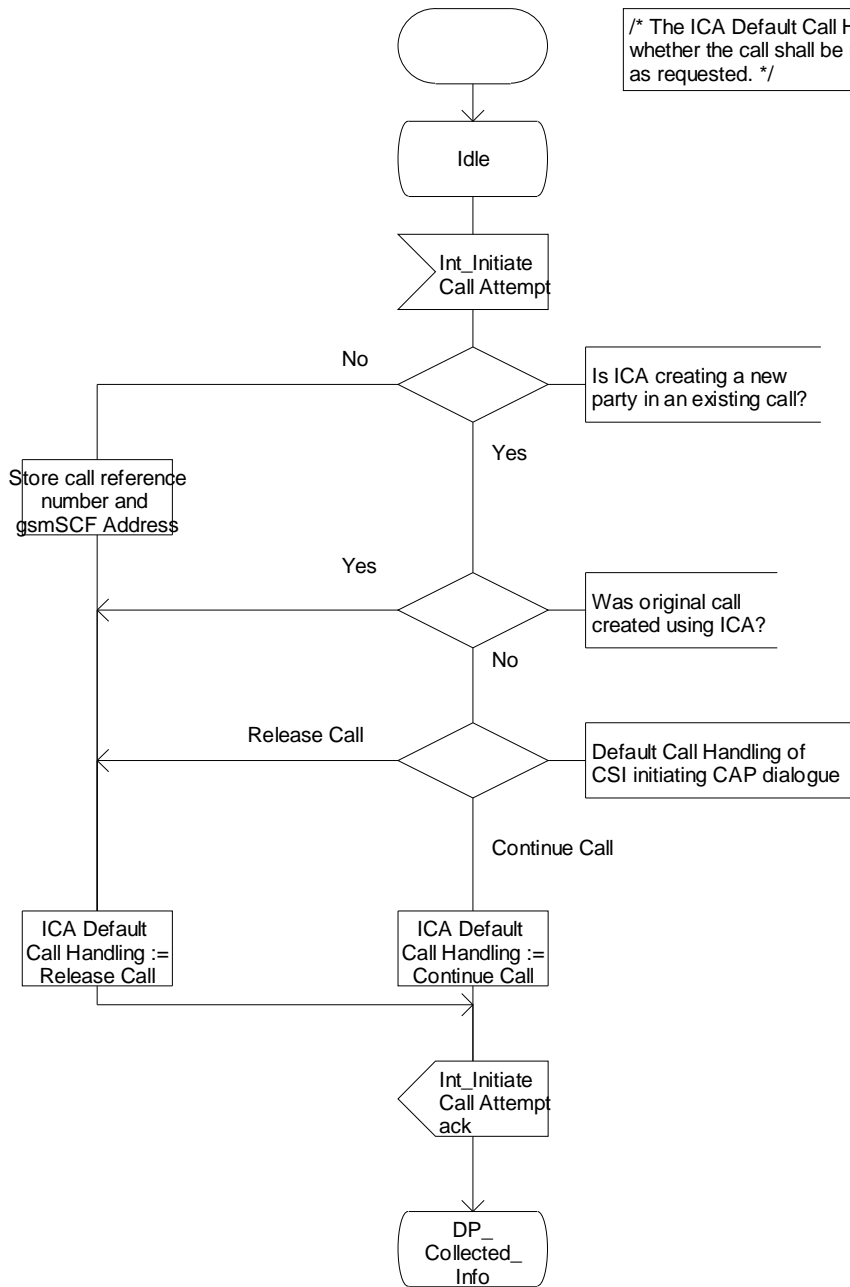 /* The ICA Default Call
whether the call shall be
as requested. */
Idle
Int_Initiate
Call Attempt
No
Is ICA creating a new
party in an existing call?
Yes
Store call reference
number and
gsmSCF Address
Yes
Was original call
created using ICA?
No
Release Call
Default Call Handling of
CSI initiating CAP dialogue
Continue Call
ICA Default
Call Handling :=
Release Call
ICA Default
Call Handling :=
Continue Call
Int_Initiate
Call Attempt
ack
DP_
Collected_
Info